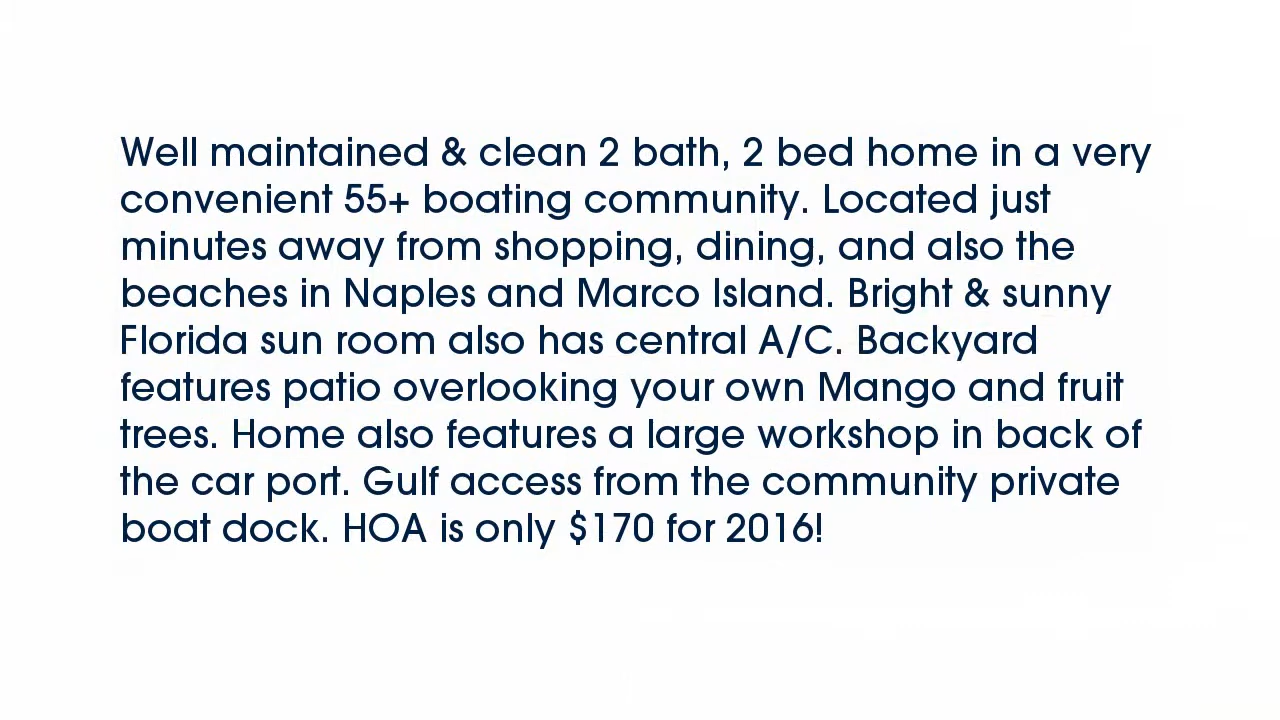 Well maintained & clean 2 bath, 2 bed home in a very
convenient 55+ boating community. Located just
minutes away from shopping, dining, and also the
beaches in Naples and Marco Island. Bright & sunny
Florida sun room also has central A/C. Backyard
features patio overlooking your own Mango and fruit
trees. Home also features a large workshop in back of
the car port. Gulf access from the community private
boat dock. HOA is only $170 for 2016!